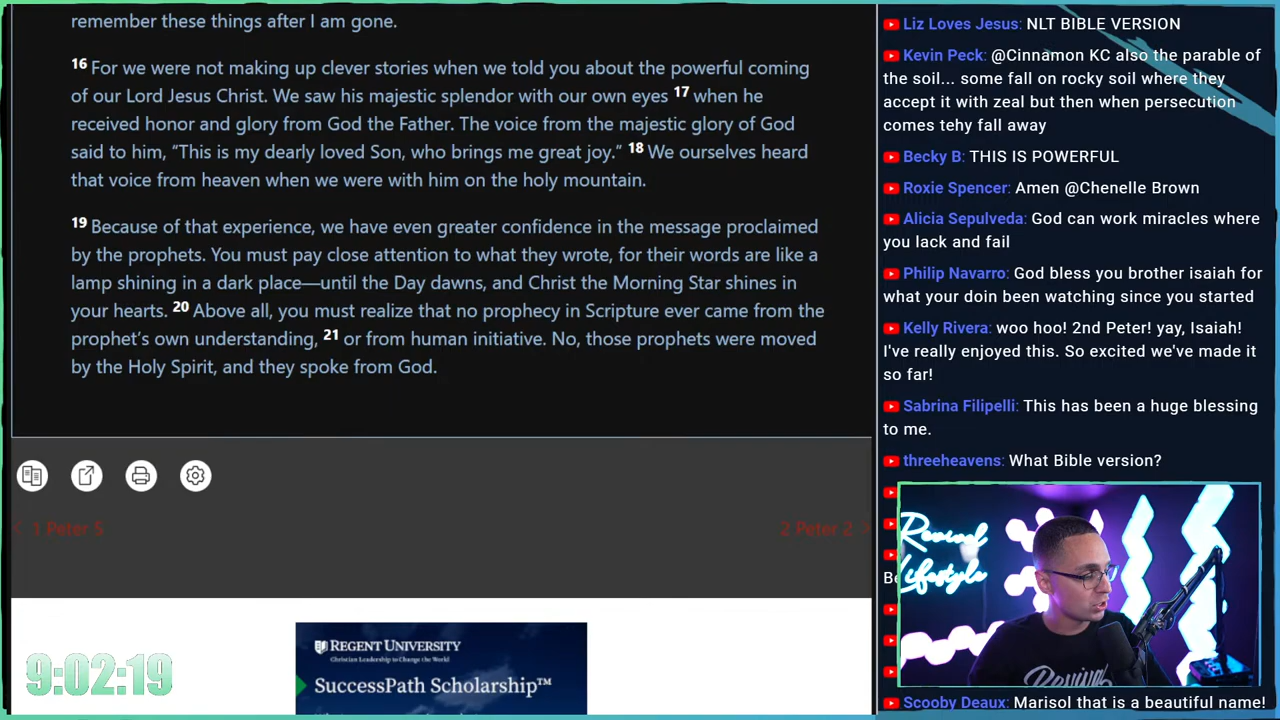 remember these things after I am gone.
16 For we were not making up clever stories when we told you about the powerful coming
of our Lord Jesus Christ. We saw his majestic splendor with our own eyes 17 when he
received honor and glory from God the Father. The voice from the majestic glory of God
said to him, “This is my dearly loved Son, who brings me great joy.” 18 We ourselves heard
that voice from heaven when we were with him on the holy mountain.
19 Because of that experience, we have even greater confidence in the message proclaimed
by the prophets. You must pay close attention to what they wrote, for their words are like a
lamp shining in a dark place—until the Day dawns, and Christ the Morning Star shines in
your hearts. 20 Above all, you must realize that no prophecy in Scripture ever came from the
prophet’s own understanding, 21 or from human initiative. No, those prophets were moved
by the Holy Spirit, and they spoke from God.
< 1 Peter 5
2 Peter 2 >
REGENT UNIVERSITY
Christian Leadership to Change the World
SuccessPath Scholarship™
9:02:19
Liz Loves Jesus: NLT BIBLE VERSION
Kevin Peck: @Cinnamon KC also the parable of
the soil... some fall on rocky soil where they
accept it with zeal but then when persecution
comes tehy fall away
Becky B: THIS IS POWERFUL
Roxie Spencer: Amen @Chenelle Brown
Alicia Sepulveda: God can work miracles where
you lack and fail
Philip Navarro: God bless you brother isaiah for
what your doin been watching since you started
Kelly Rivera: woo hoo! 2nd Peter! yay, Isaiah!
I've really enjoyed this. So excited we've made it
so far!
Sabrina Filipelli: This has been a huge blessing
to me.
threeheavens: What Bible version?
Be
Revival
Lifestyle
Revival
Scooby Deaux: Marisol that is a beautiful name!